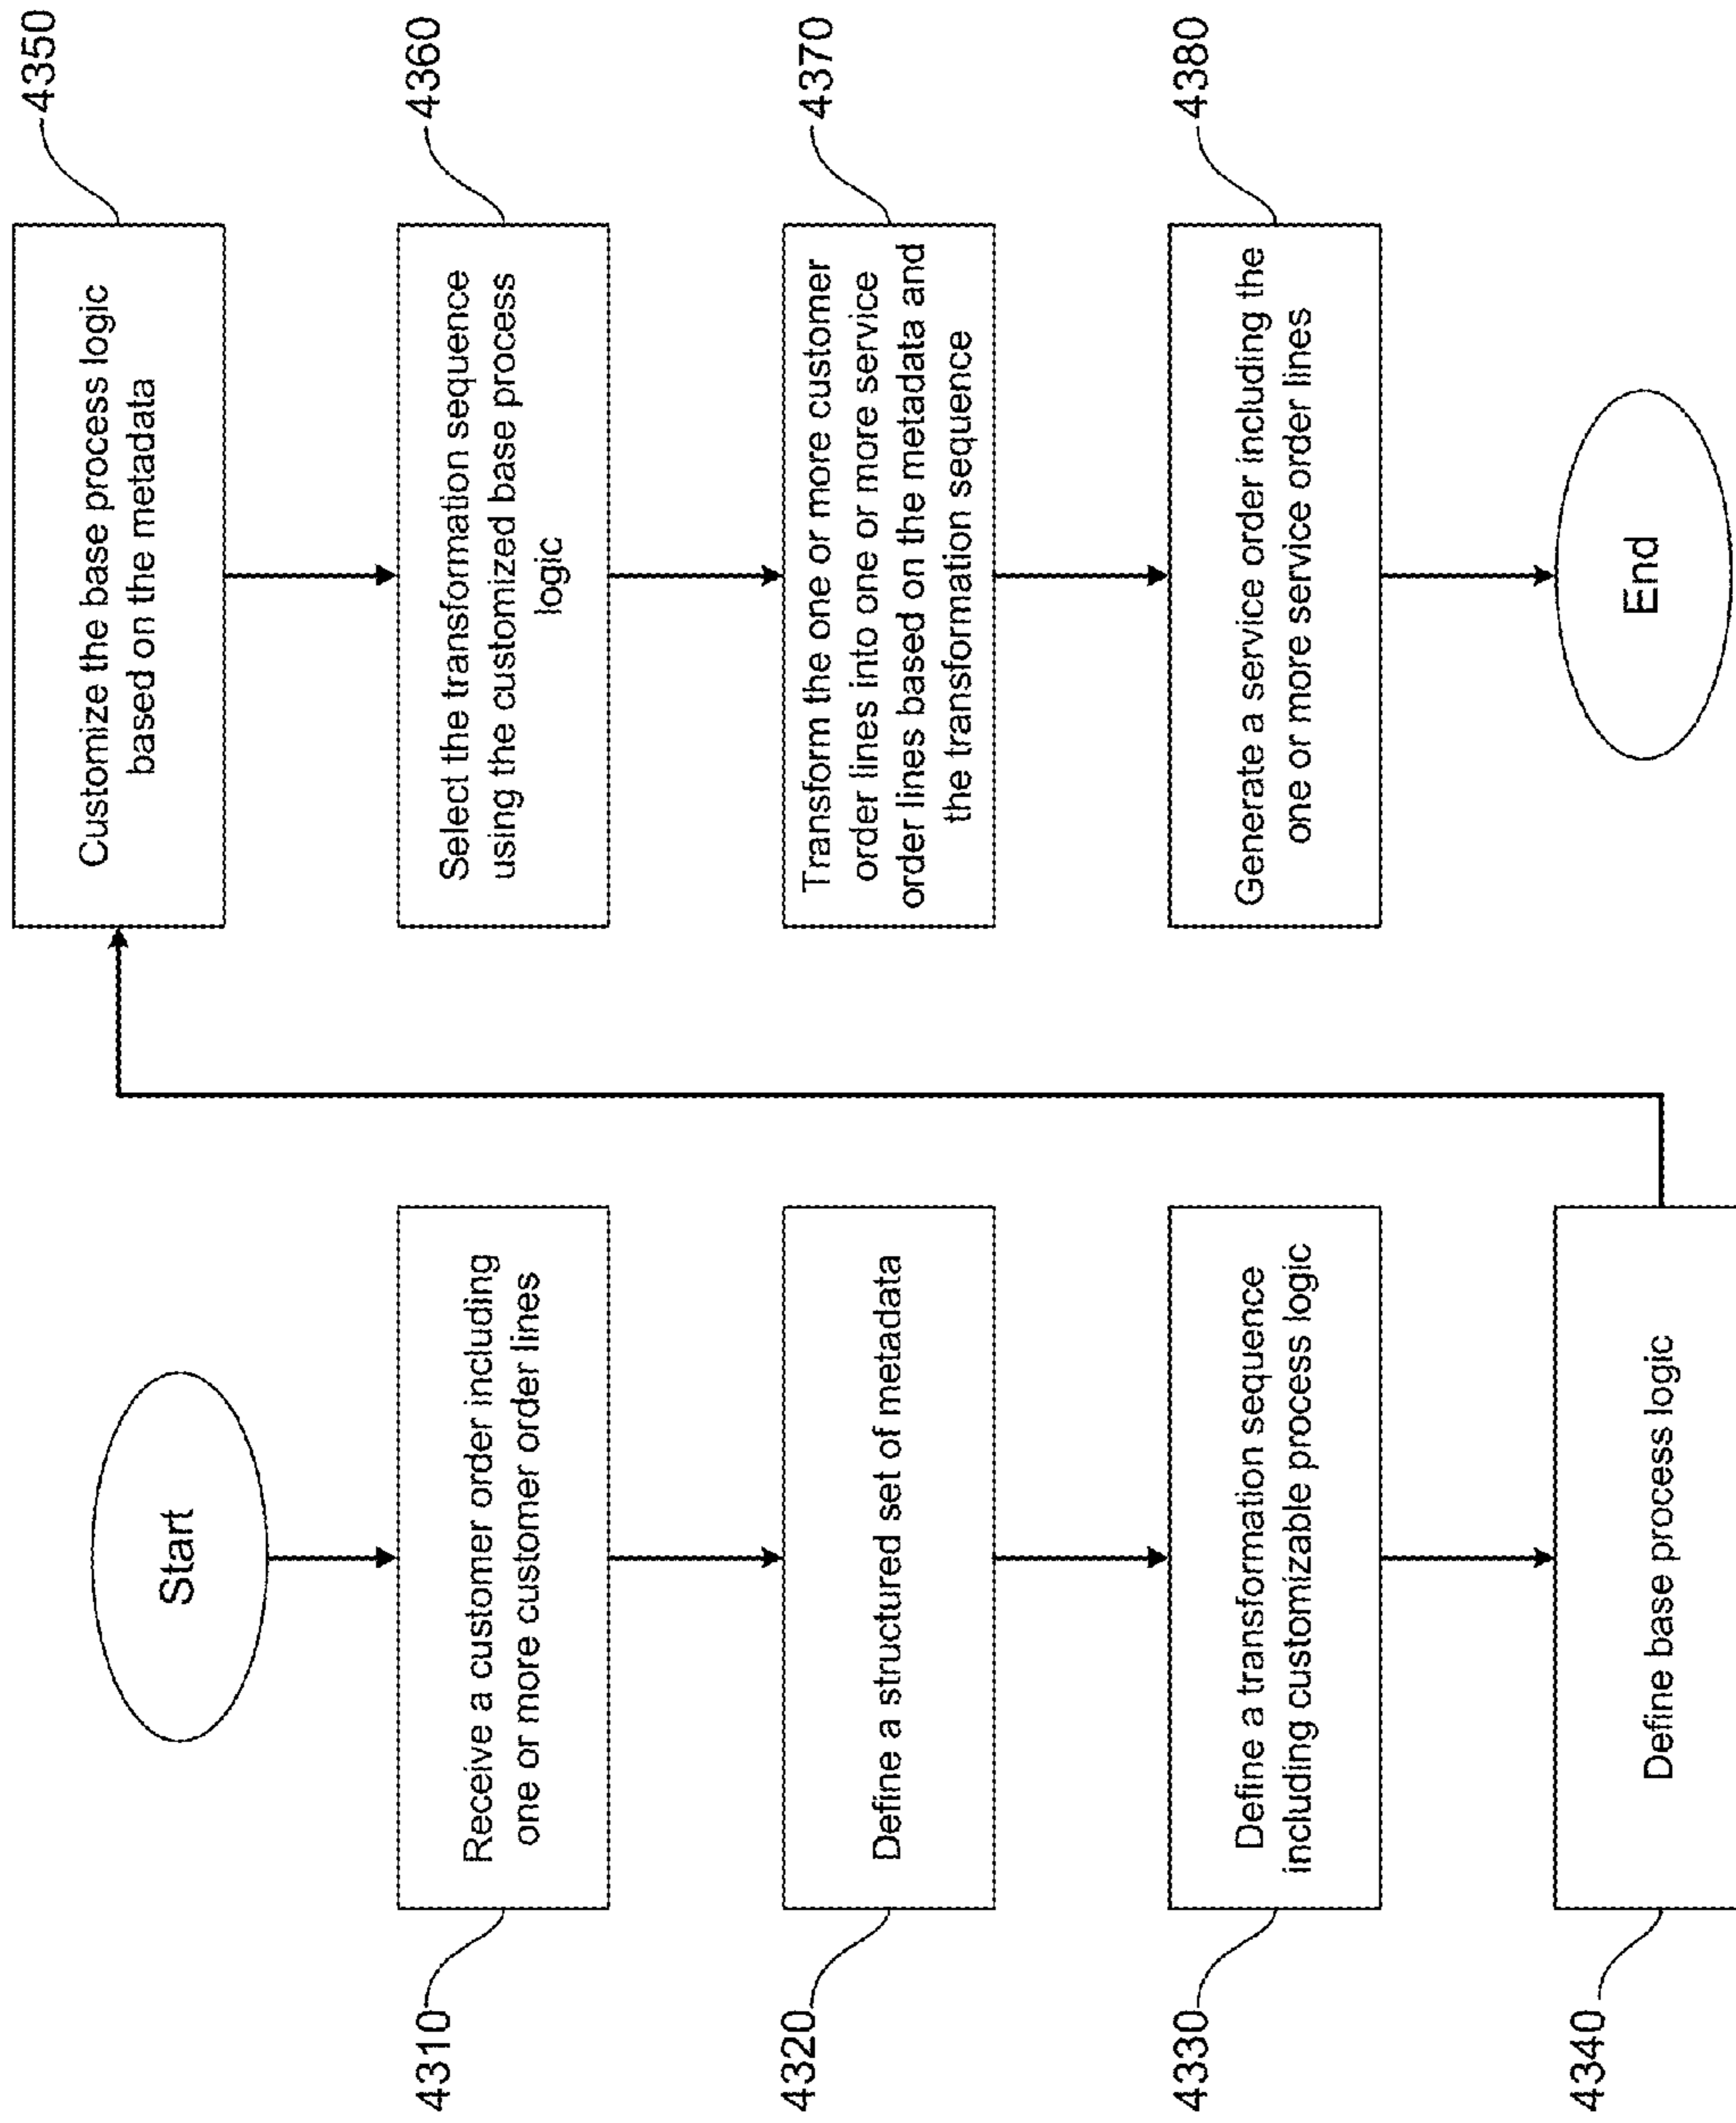 Start
4310
Receive a customer order including
one or more customer order lines
4320
Define a structured set of metadata
4330
Define a transformation sequence
including customizable process logic
4340
Define base process logic
4350
Customize the base process logic
based on the metadata
4360
Select the transformation sequence
using the customized base process
logic
4370
Transform the one or more customer
order lines into one or more service
order lines based on the metadata and
the transformation sequence
4380
Generate a service order including the
one or more service order lines
End